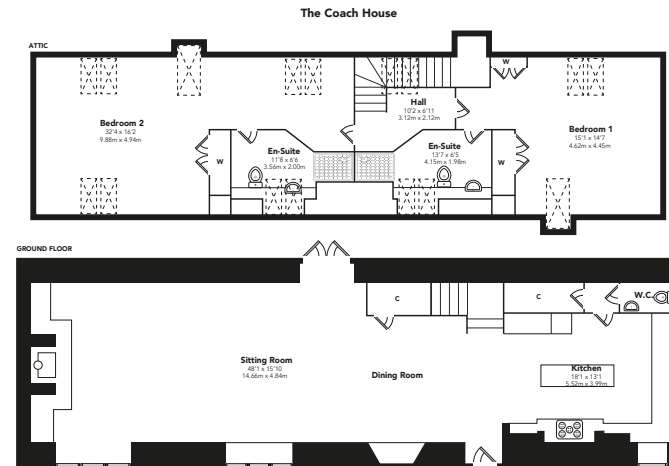 The Coach House
ATTIC
W
Bedroom 2
32'4 x 16'2
9.88m x 4.94m
Hall
10'2 x 6'11
3.12m x 2.12m
Bedroom 1
15'1 x 14'7
4.62m x 4.45m
W
En-Suite
11'8 x 6'6
3.56m x 2.00m
En-Suite
13'7 x 6'5
4.15m x 1.98m
W
GROUND FLOOR
C
C
W.C.
Sitting Room
48'1 x 15'10
14.66m x 4.84m
Dining Room
Kitchen
18'1 x 13'1
5.52m x 3.99m